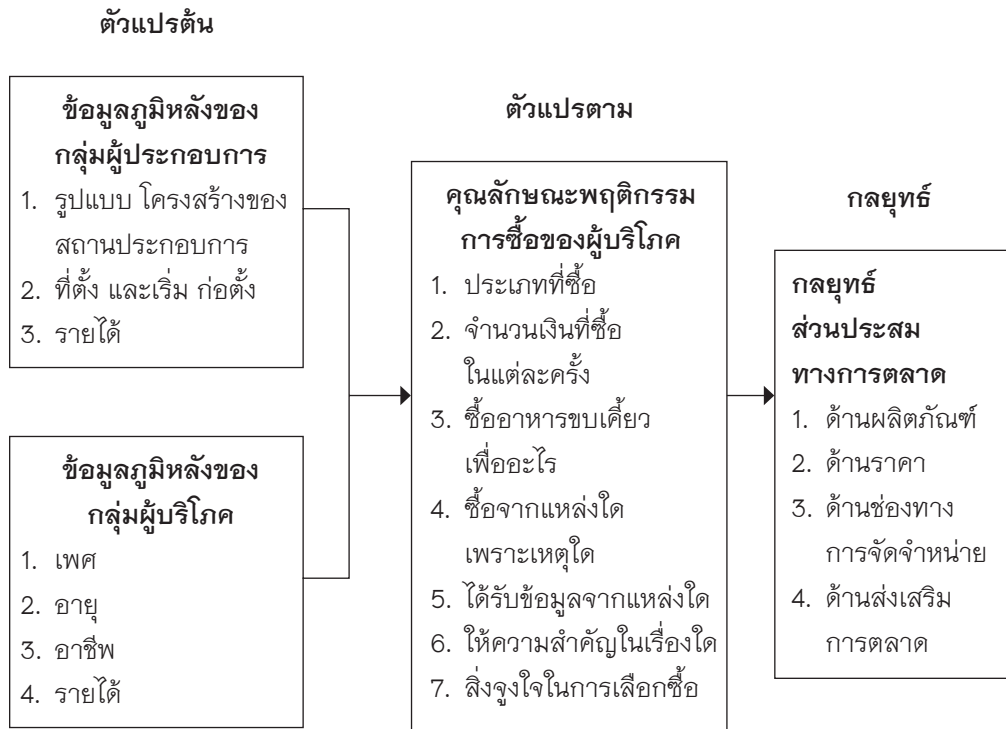 ตัวแปรต้น
ข้อมูลภูมิหลังของ
กลุ่มผู้ประกอบการ
1. รูปแบบ โครงสร้างของ
สถานประกอบการ
2. ที่ตั้ง และเริ่ม ก่อตั้ง
3. รายได้
ข้อมูลภูมิหลังของ
กลุ่มผู้บริโภค
1. เพศ
2. อายุ
3. อาชีพ
4. รายได้
ตัวแปรตาม
คุณลักษณะพฤติกรรม
การซื้อของผู้บริโภค
1. ประเภทที่ซื้อ
2. จำนวนเงินที่ซื้อ
ในแต่ละครั้ง
3. ซื้ออาหารขบเคี้ยว
เพื่ออะไร
4. ซื้อจากแหล่งใด
เพราะเหตุใด
5. ได้รับข้อมูลจากแหล่งใด
6. ให้ความสำคัญในเรื่องใด
7. สิ่งจูงใจในการเลือกซื้อ
กลยุทธ์
กลยุทธ์
ส่วนประสม
ทางการตลาด
1. ด้านผลิตภัณฑ์
2. ด้านราคา
3. ด้านช่องทาง
การจัดจำหน่าย
4. ด้านส่งเสริม
การตลาด